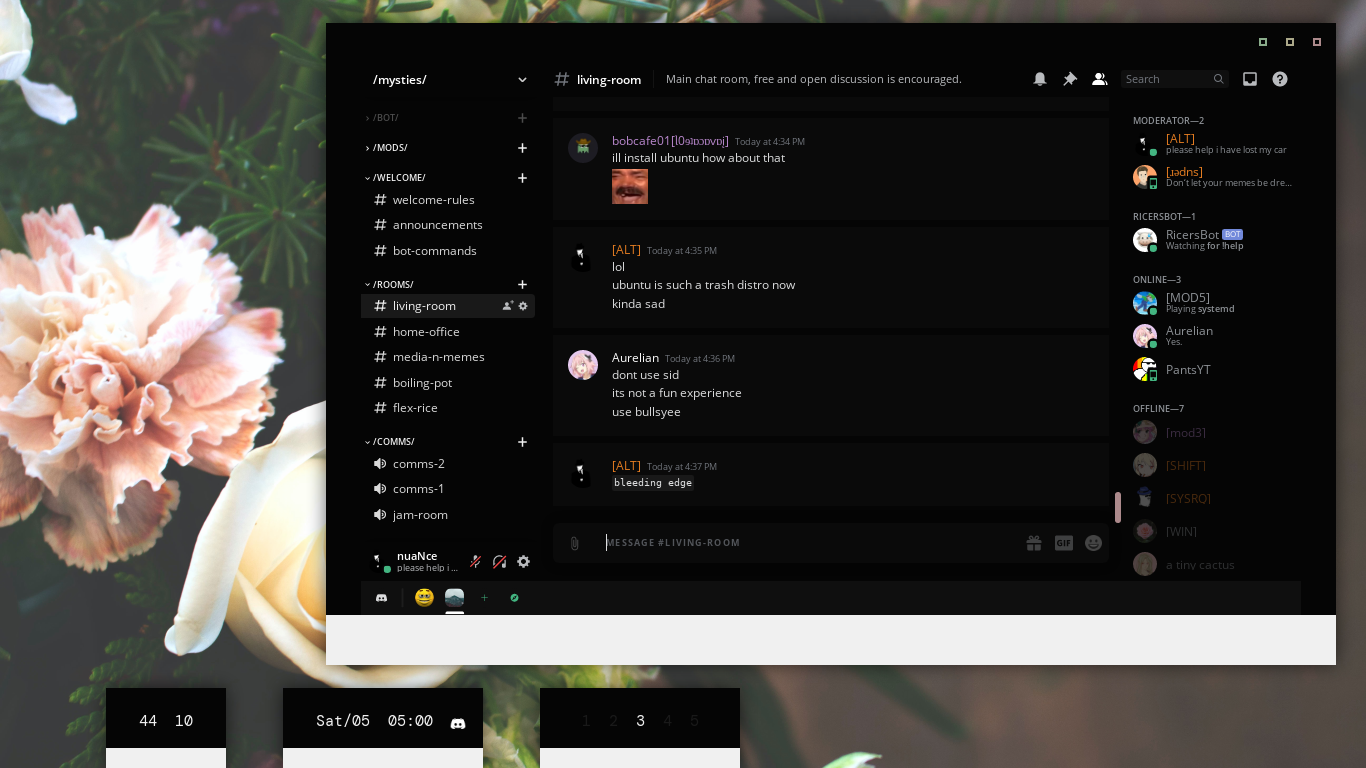 /mysties/
/BOT/
/MODS/
/WELCOME/
welcome-rules
announcements
bot-commands
/ROOMS/
living-room
home-office
media-n-memes
boiling-pot
flex-rice
/COMMS/
comms-2
comms-1
jam-room
nuaNce
please help i ...
living-room
Main chat room, free and open discussion is encouraged.
Search
Today at 4:34 PM
ill install ubuntu how about that
[ALT] Today at 4:35 PM
lol
ubuntu is such a trash distro now
kinda sad
Aurelian Today at 4:36 PM
dont use sid
its not a fun experience
use bullsyee
[ALT] Today at 4:37 PM
bleeding edge
MESSAGE #LIVING-ROOM
GIF
MODERATOR—2
[ALT]
please help i have lost my car
[ɹǝdns]
Don't let your memes be dre...
RICERSBOT—1
RicersBot BOT
Watching for !help
ONLINE—3
[MOD5]
Playing systemd
Aurelian
Yes.
PantsYT
OFFLINE—7
[mod3]
[SHIFT]
[SYSRQ]
[WIN]
a tiny cactus
44 10
Sat/05 05:00
1 2 3 4 5